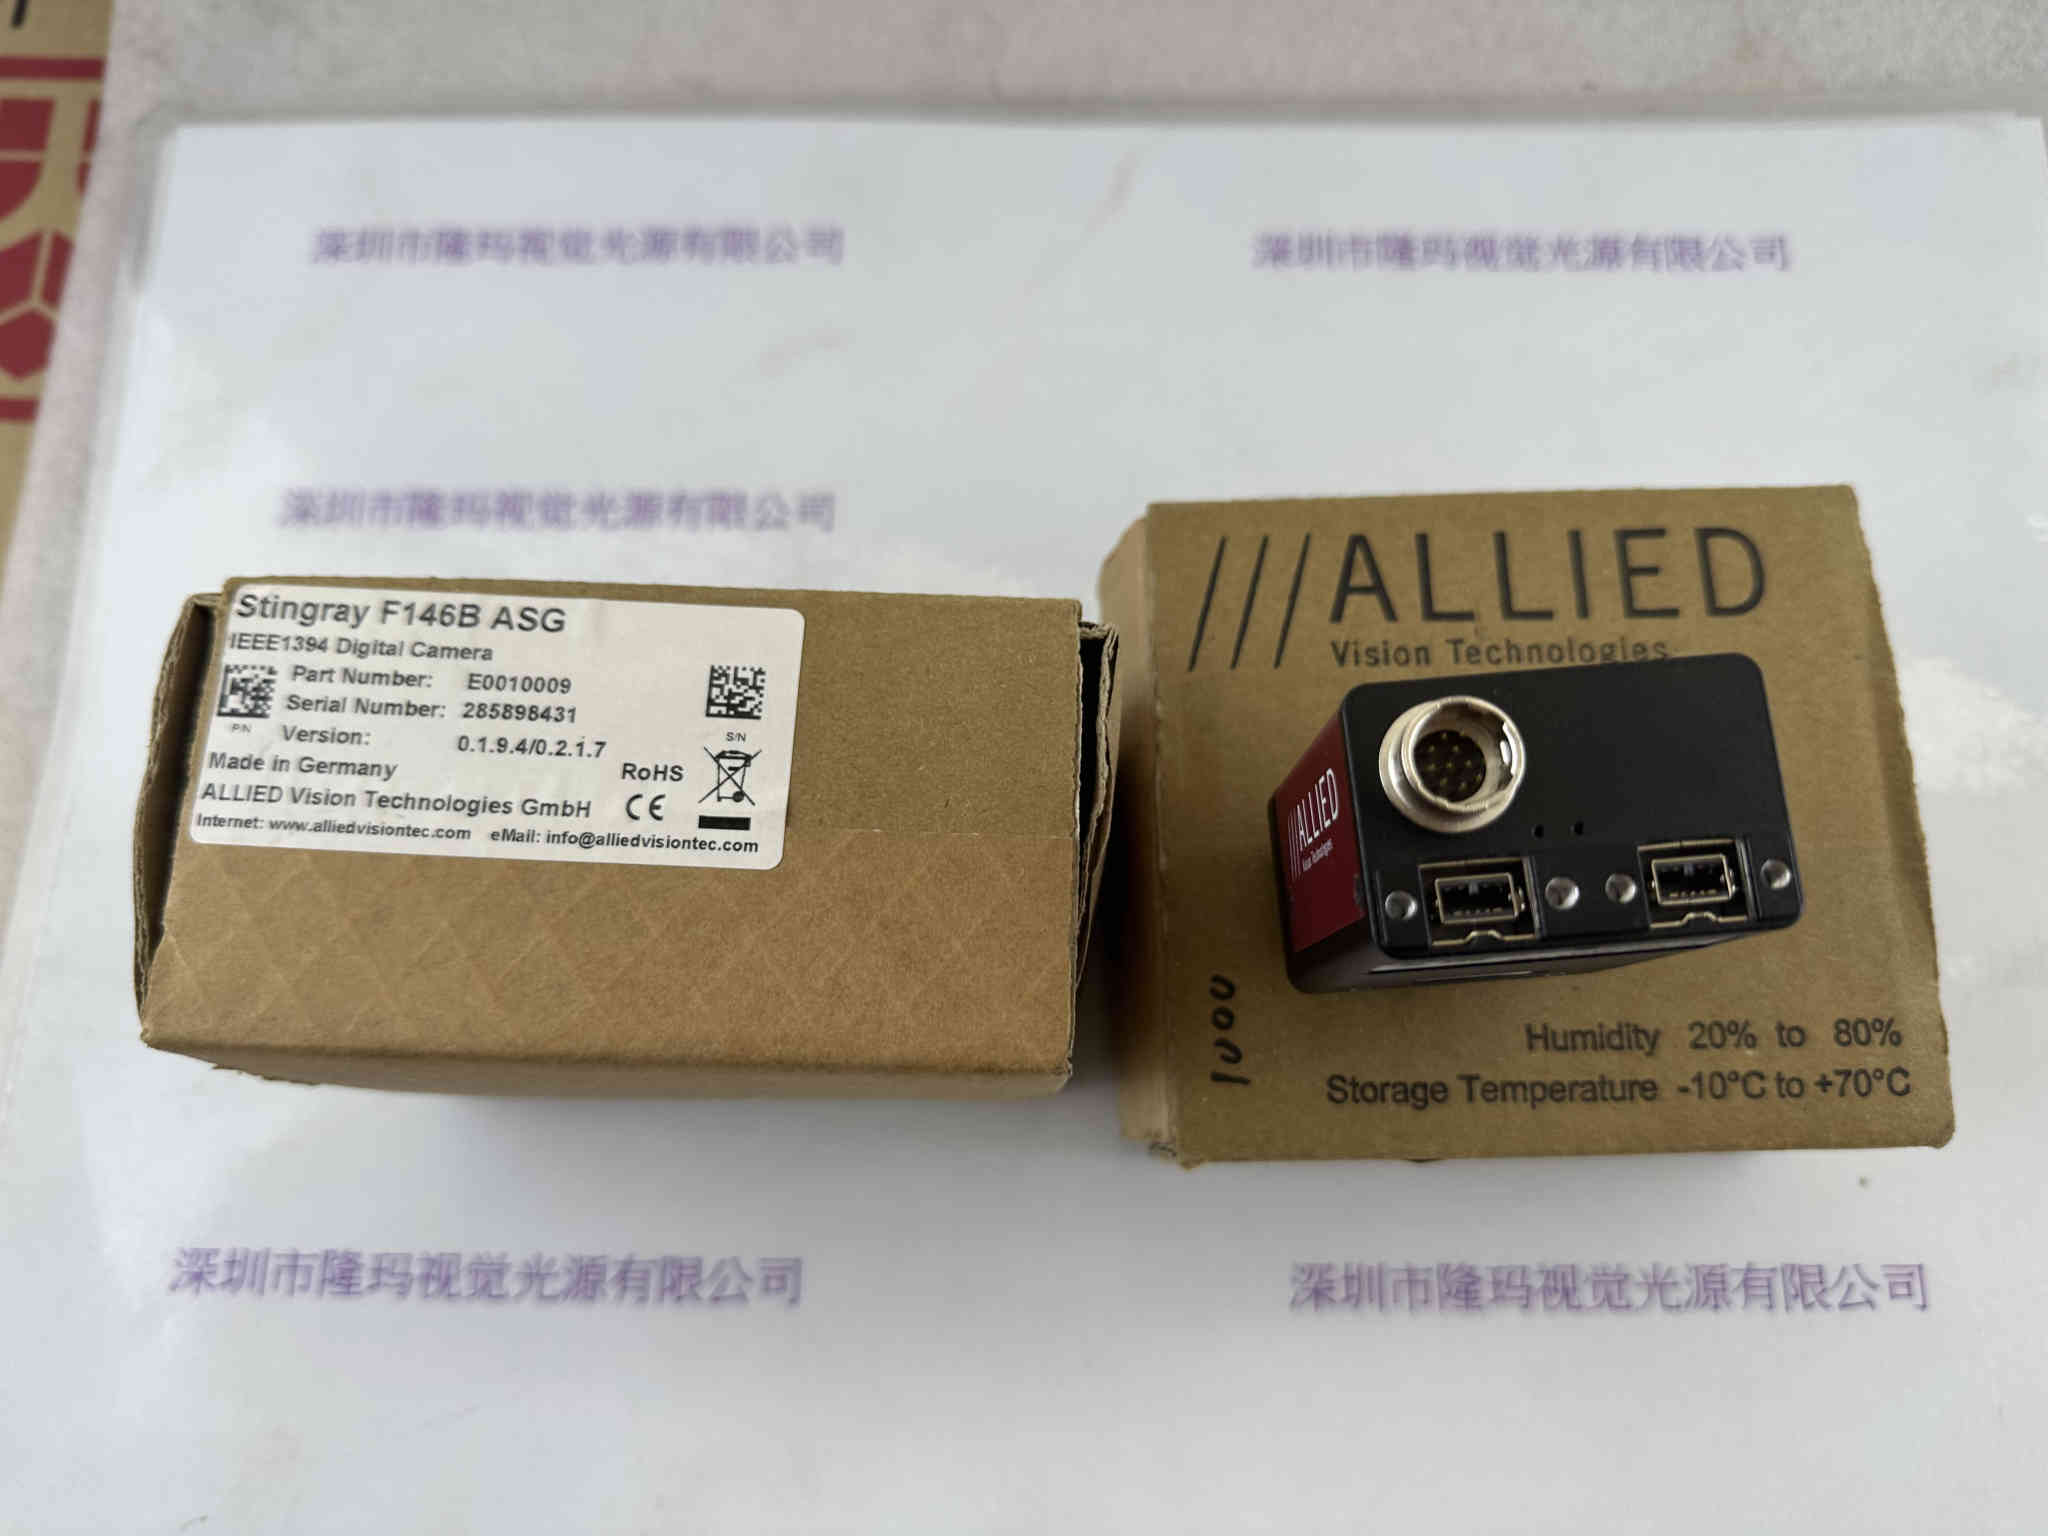 深圳市隆玛视觉光源有限公司
深圳市隆玛视觉光源有限公司
深圳市隆玛视觉光源有限公司
Stingray F146B ASG
IEEE1394 Digital Camera
Part Number: E0010009
Serial Number: 285898431
Version: 0.1.9.4/0.2.1.7
P/N
S/N
Made in Germany
RoHS
ALLIED Vision Technologies GmbH
CE
Internet: www.alliedvisiontec.com eMail: info@alliedvisiontec.com
///ALLIED
Vision Technologies
///ALLIED
Vision Technologies
1000
Humidity 20% to 80%
Storage Temperature -10°C to +70°C
深圳市隆玛视觉光源有限公司
深圳市隆玛视觉光源有限公司